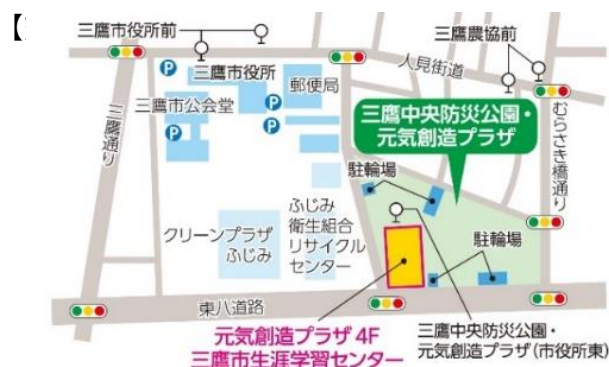 【
三鷹市役所前
三鷹農協前
人見街道
P
三鷹市役所
郵便局
三鷹市公会堂
P
P
P
三鷹通り
三鷹中央防災公園・
元気創造プラザ
むらさき橋通り
駐輪場
ふじみ
衛生組合
リサイクル
センター
クリーンプラザ
ふじみ
駐輪場
東八道路
元気創造プラザ 4F
三鷹市生涯学習センター
三鷹中央防災公園・
元気創造プラザ(市役所東)